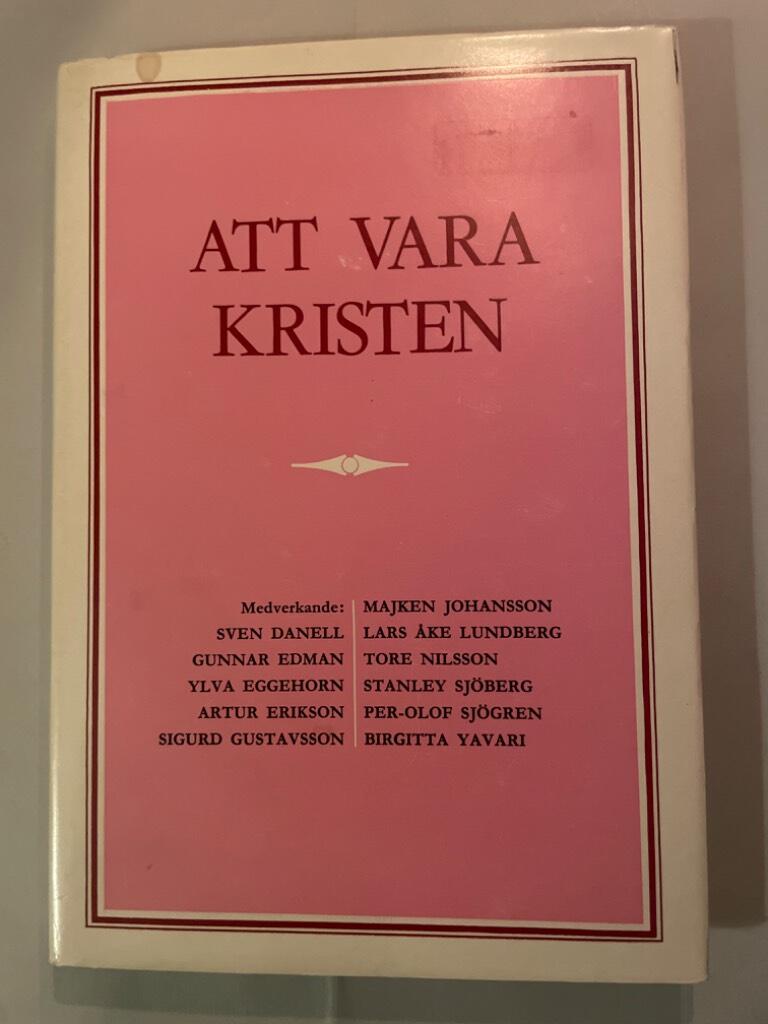 ATT VARA
KRISTEN
Medverkande:
SVEN DANELL
GUNNAR EDMAN
YLVA EGGEHORN
ARTUR ERIKSON
SIGURD GUSTAVSSON
MAJKEN JOHANSSON
LARS ÅKE LUNDBERG
TORE NILSSON
STANLEY SJÖBERG
PER-OLOF SJÖGREN
BIRGITTA YAVARI